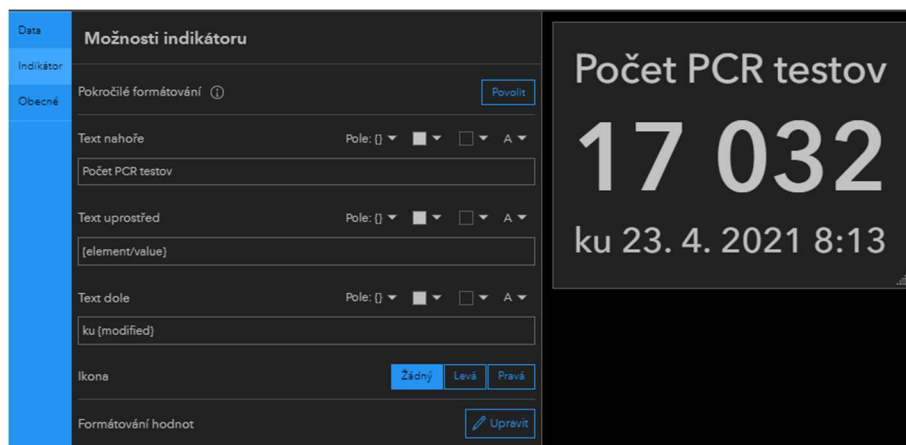 Data
Indikátor
Obecné
Možnosti indikátoru
Pokročilé formátování
Povolit
Text nahoře
Pole: {}
A
Počet PCR testov
Text uprostřed
Pole: {}
A
{element/value}
Text dole
Pole: {}
A
ku {modified}
Ikona
Žádný
Levá
Pravá
Formátování hodnot
Upravit
Počet PCR testov
17 032
ku 23. 4. 2021 8:13